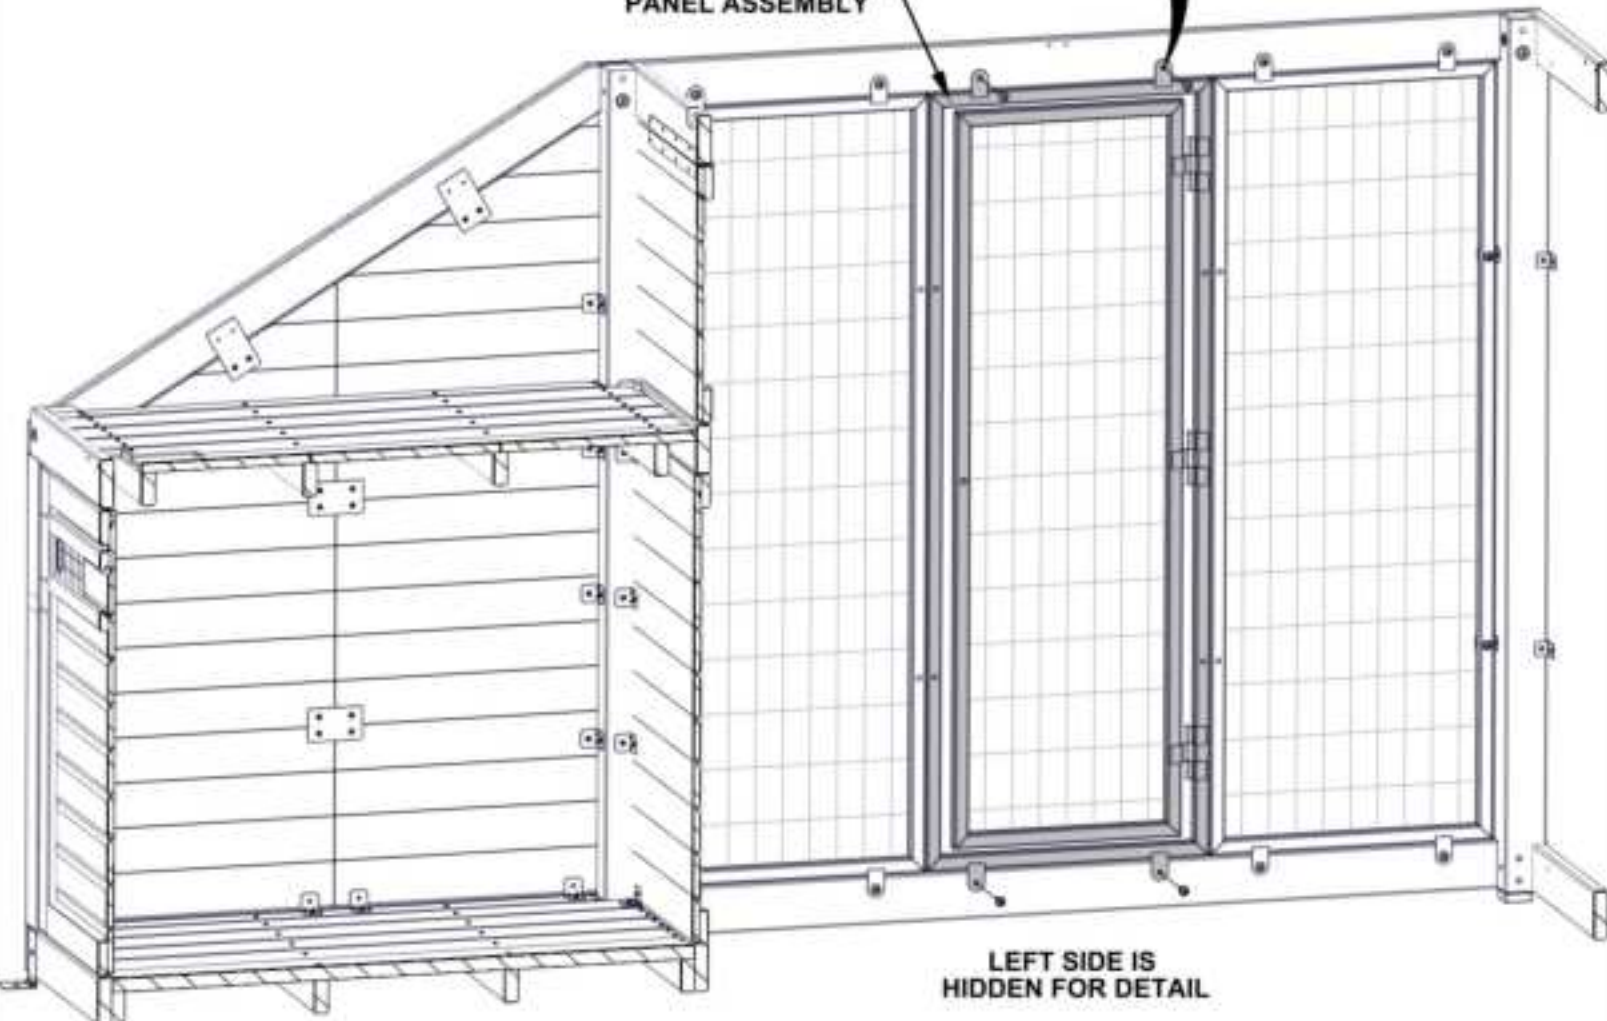 PANEL ASSEMBLY
LEFT SIDE IS
HIDDEN FOR DETAIL